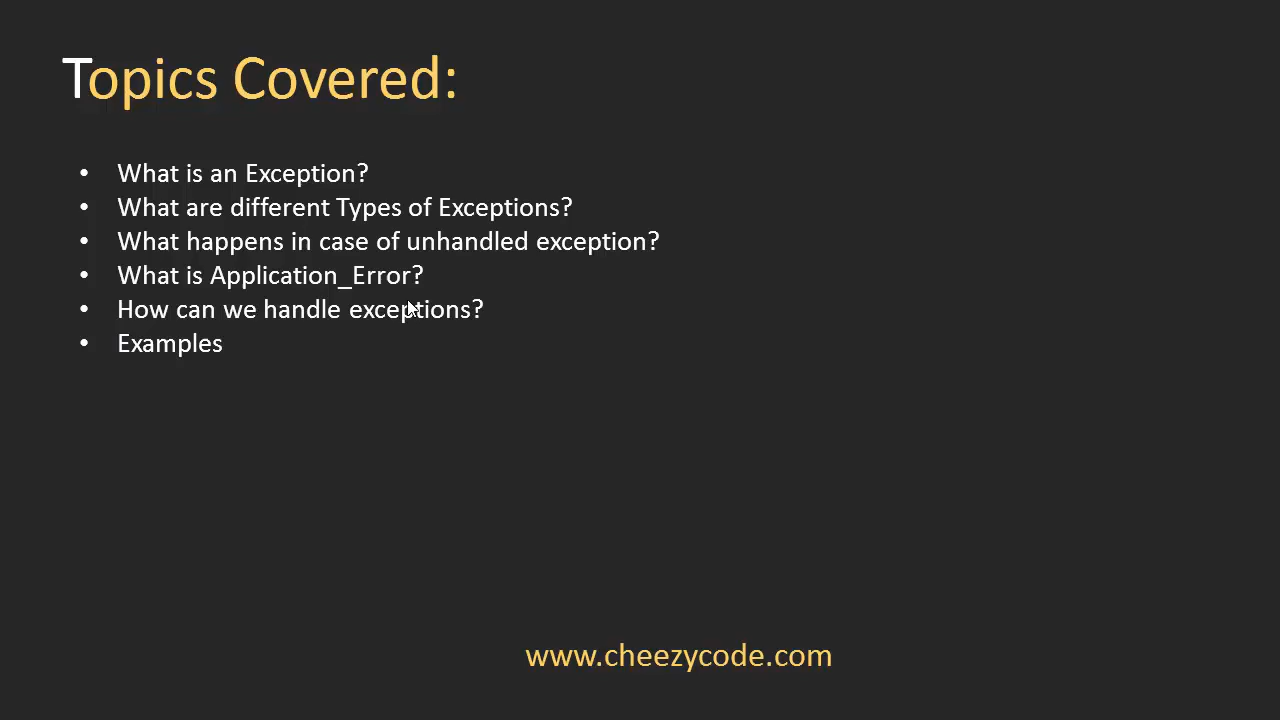 Topics Covered:
• What is an Exception?
• What are different Types of Exceptions?
• What happens in case of unhandled exception?
• What is Application_Error?
• How can we handle exceptions?
• Examples
www.cheezycode.com